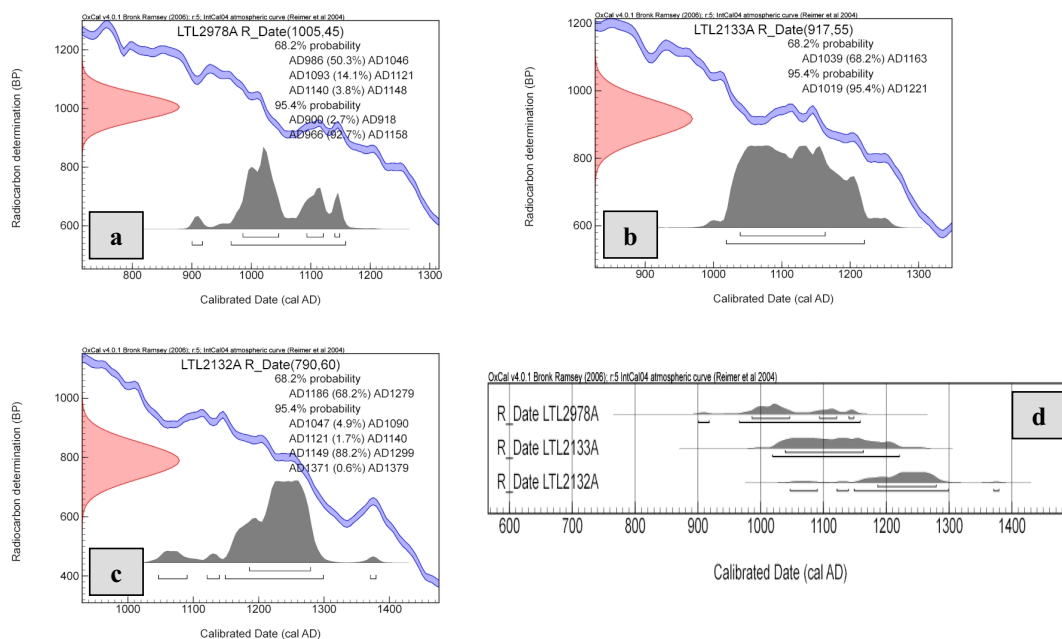 OxCal v4.0.1 Bronk Ramsey (2006); r:5; IntCal04 atmospheric curve (Reimer et al 2004)
LTL2978A R_Date(1005,45)
68.2% probability
AD986 (50.3%) AD1046
AD1093 (14.1%) AD1121
AD1140 (3.8%) AD1148
95.4% probability
AD900 (2.7%) AD918
AD966 (92.7%) AD1158
Radiocarbon determination (BP)
1200
1000
800
600
a
800 900 1000 1100 1200 1300
Calibrated Date (cal AD)
OxCal v4.0.1 Bronk Ramsey (2006); r:5; IntCal04 atmospheric curve (Reimer et al 2004)
LTL2133A R_Date(917,55)
68.2% probability
AD1039 (68.2%) AD1163
95.4% probability
AD1019 (95.4%) AD1221
Radiocarbon determination (BP)
1200
1000
800
600
b
900 1000 1100 1200 1300
Calibrated Date (cal AD)
OxCal v4.0.1 Bronk Ramsey (2006); r:5; IntCal04 atmospheric curve (Reimer et al 2004)
LTL2132A R_Date(790,60)
68.2% probability
AD1186 (68.2%) AD1279
95.4% probability
AD1047 (4.9%) AD1090
AD1121 (1.7%) AD1140
AD1149 (88.2%) AD1299
AD1371 (0.6%) AD1379
Radiocarbon determination (BP)
1000
800
600
400
c
1000 1100 1200 1300 1400
Calibrated Date (cal AD)
OxCal v4.0.1 Bronk Ramsey (2006); r:5 IntCal04 atmospheric curve (Reimer et al 2004)
R_Date LTL2978A
R_Date LTL2133A
R_Date LTL2132A
d
600 700 800 900 1000 1100 1200 1300 1400
Calibrated Date (cal AD)